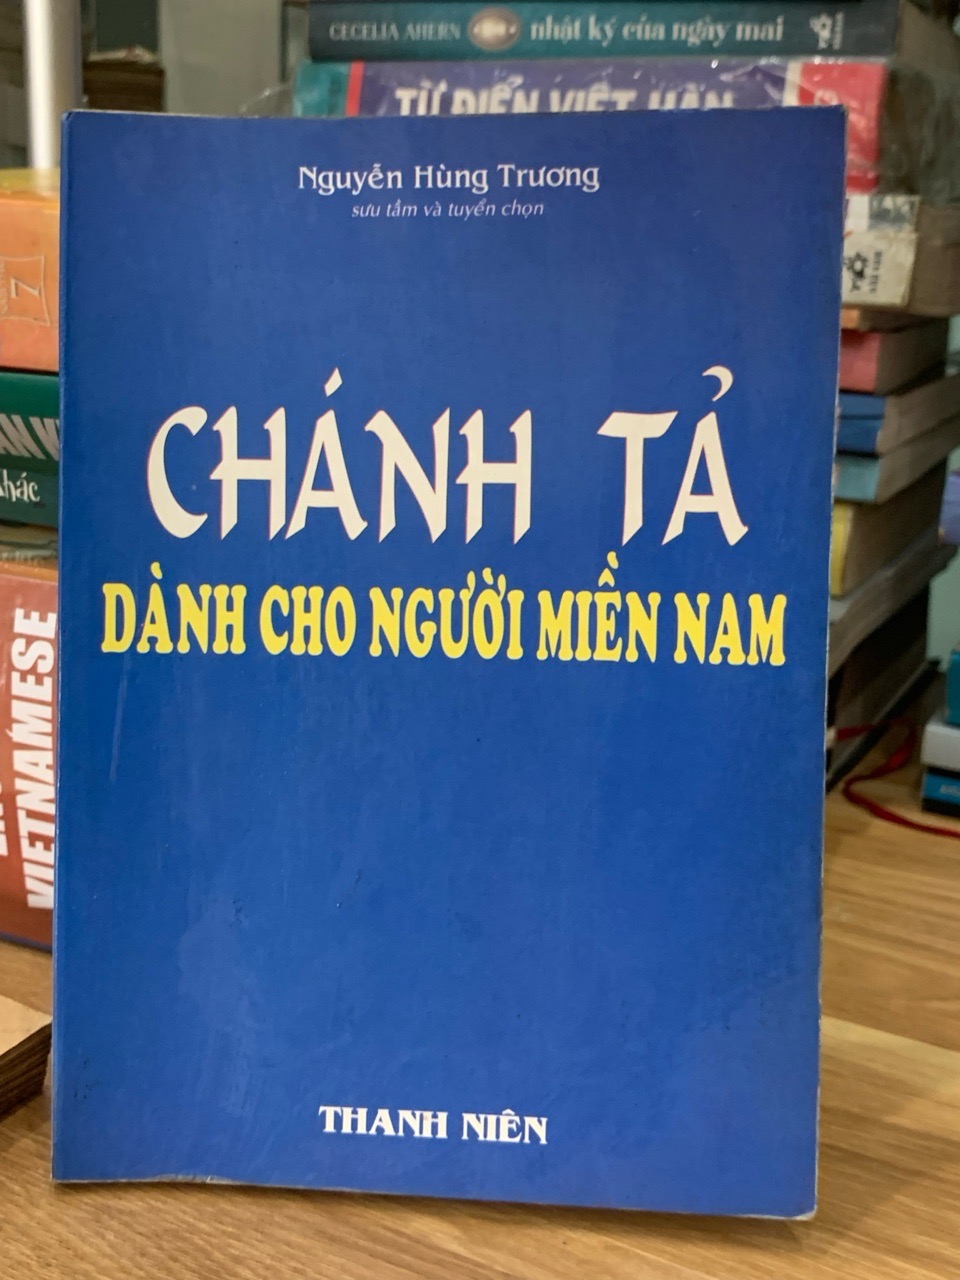 CECELIA AHERN nhật ký của ngày mai
TỪ ĐIỂN VIỆT HÀN
Nguyễn Hùng Trương
sưu tầm và tuyển chọn
7
CHÁNH TẢ
DÀNH CHO NGƯỜI MIỀN NAM
VIETNAMESE
THANH NIÊN